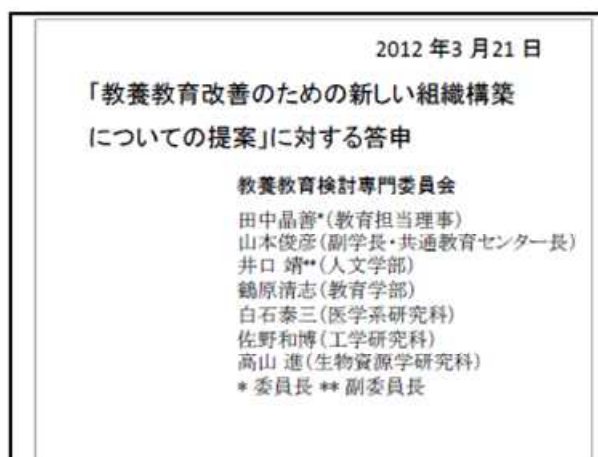 2012 年3 月21 日
「教養教育改善のための新しい組織構築
についての提案」に対する答申
教養教育検討専門委員会
田中晶善*(教育担当理事)
山本俊彦(副学長・共通教育センター長)
井口 靖**(人文学部)
鶴原清志(教育学部)
白石泰三(医学系研究科)
佐野和博(工学研究科)
高山 進(生物資源学研究科)
* 委員長 ** 副委員長